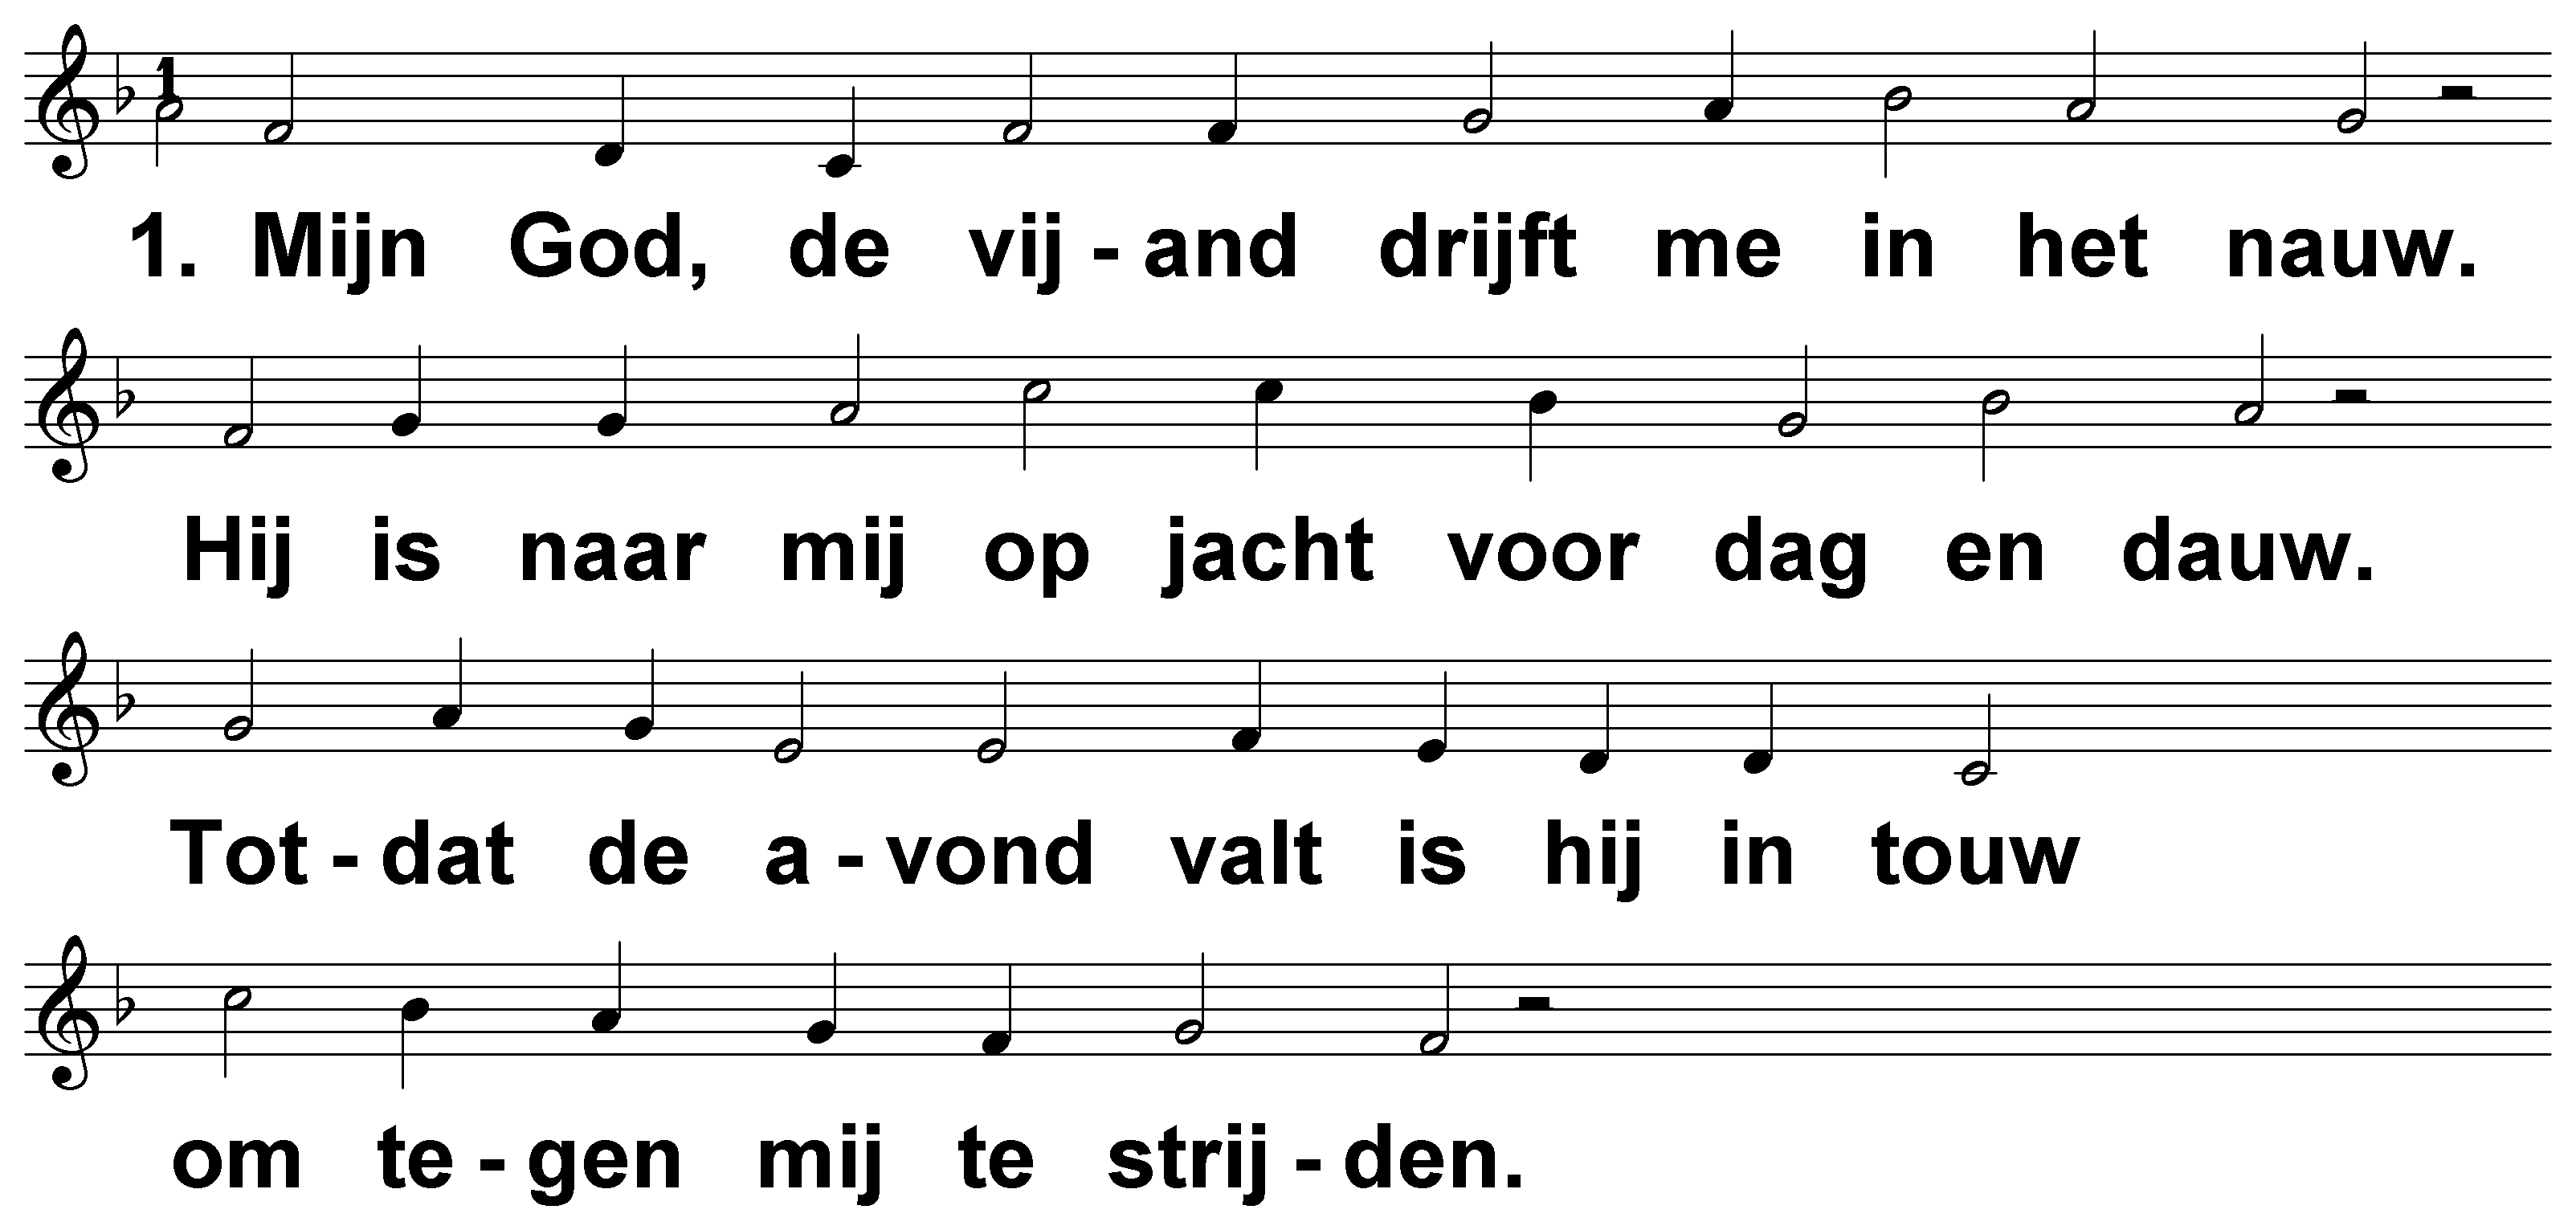 1. Mijn God, de vij - and drijft me in het nauw.
Hij is naar mij op jacht voor dag en dauw.
Tot - dat de a - vond valt is hij in touw
om te - gen mij te strij - den.